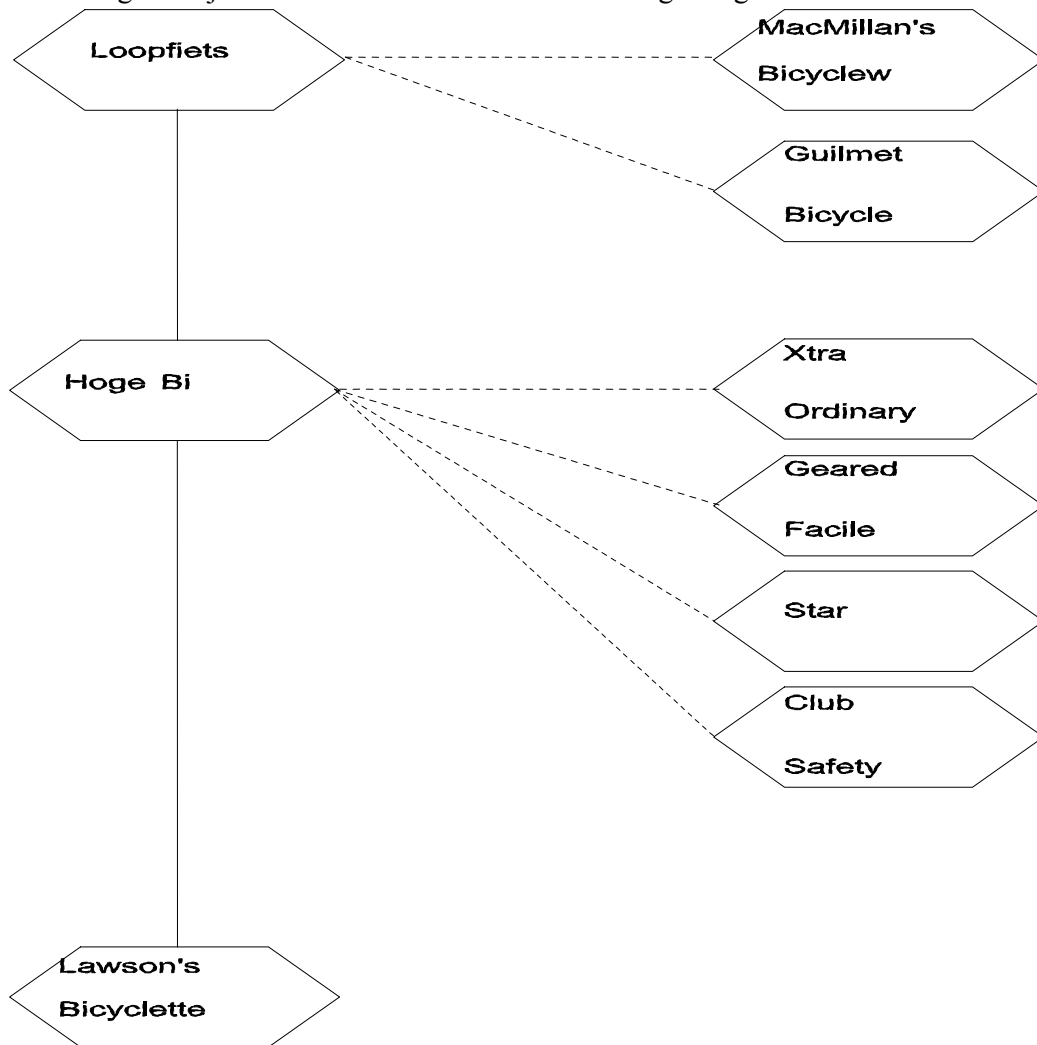 Loopfiets
MacMillan's
Bicyclew
Guilmet
Bicycle
Hoge Bi
Xtra
Ordinary
Geared
Facile
Star
Club
Safety
Lawson's
Bicyclette